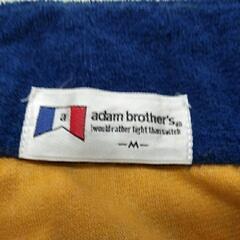 a
adam brother's
I would rather fight than switch
M